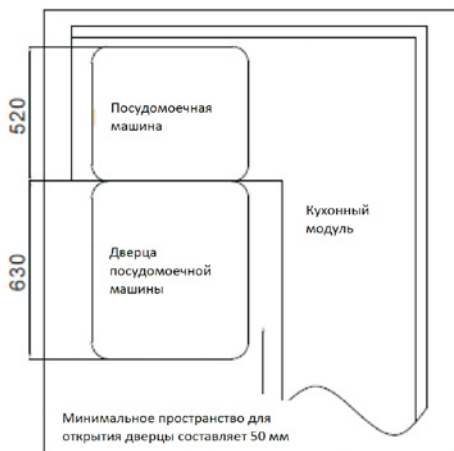 520
Посудомоечная
машина
Кухонный
модуль
630
Дверца
посудомоечной
машины
Минимальное пространство для
открытия дверцы составляет 50 мм